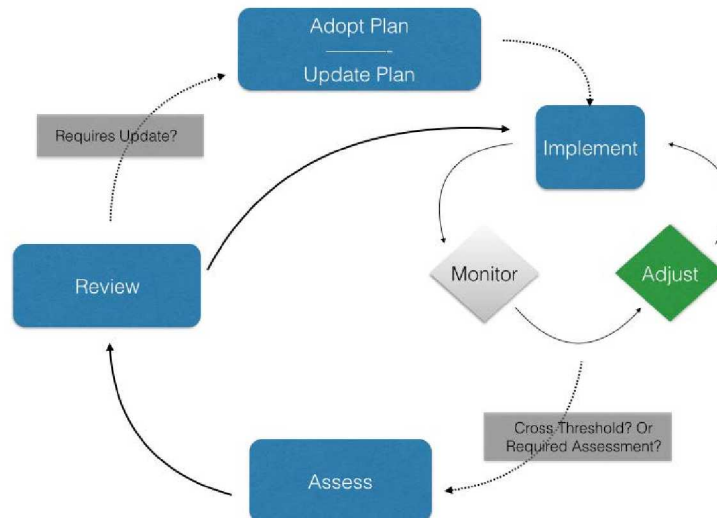 Adopt Plan
Update Plan
Requires Update?
Implement
Monitor
Adjust
Review
Cross Threshold? Or
Required Assessment?
Assess